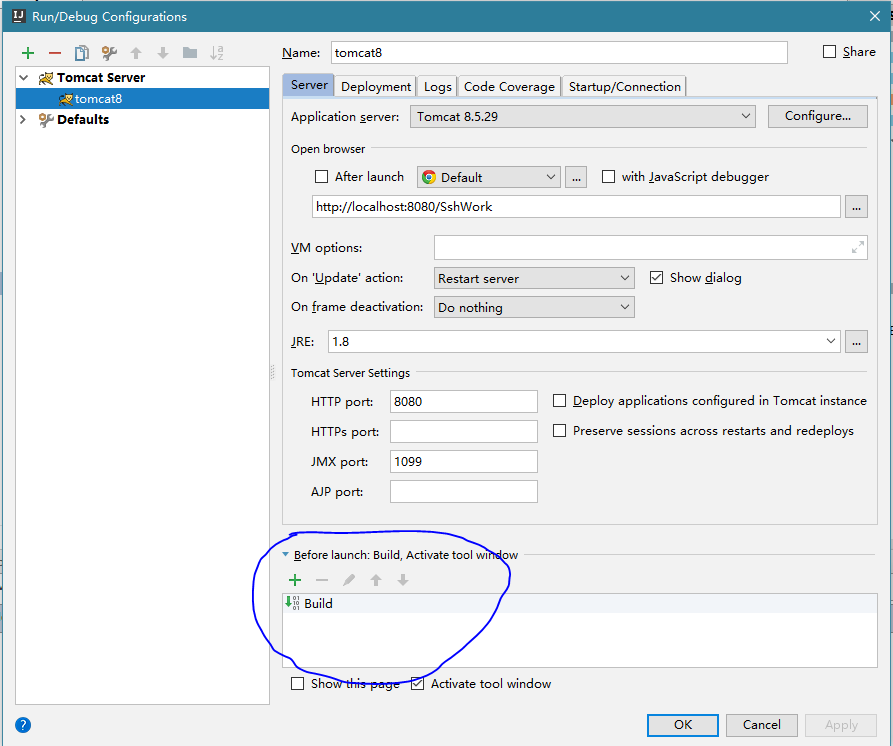 Run/Debug Configurations
Name: tomcat8
Share
Tomcat Server
tomcat8
Defaults
Server Deployment Logs Code Coverage Startup/Connection
Application server: Tomcat 8.5.29 Configure...
Open browser
After launch Default ... with JavaScript debugger
http://localhost:8080/SshWork ...
VM options:
On 'Update' action: Restart server Show dialog
On frame deactivation: Do nothing
JRE: 1.8 ...
Tomcat Server Settings
HTTP port: 8080 Deploy applications configured in Tomcat instance
HTTPs port: Preserve sessions across restarts and redeploys
JMX port: 1099
AJP port:
Before launch: Build, Activate tool window
Build
Show this page Activate tool window
OK Cancel Apply